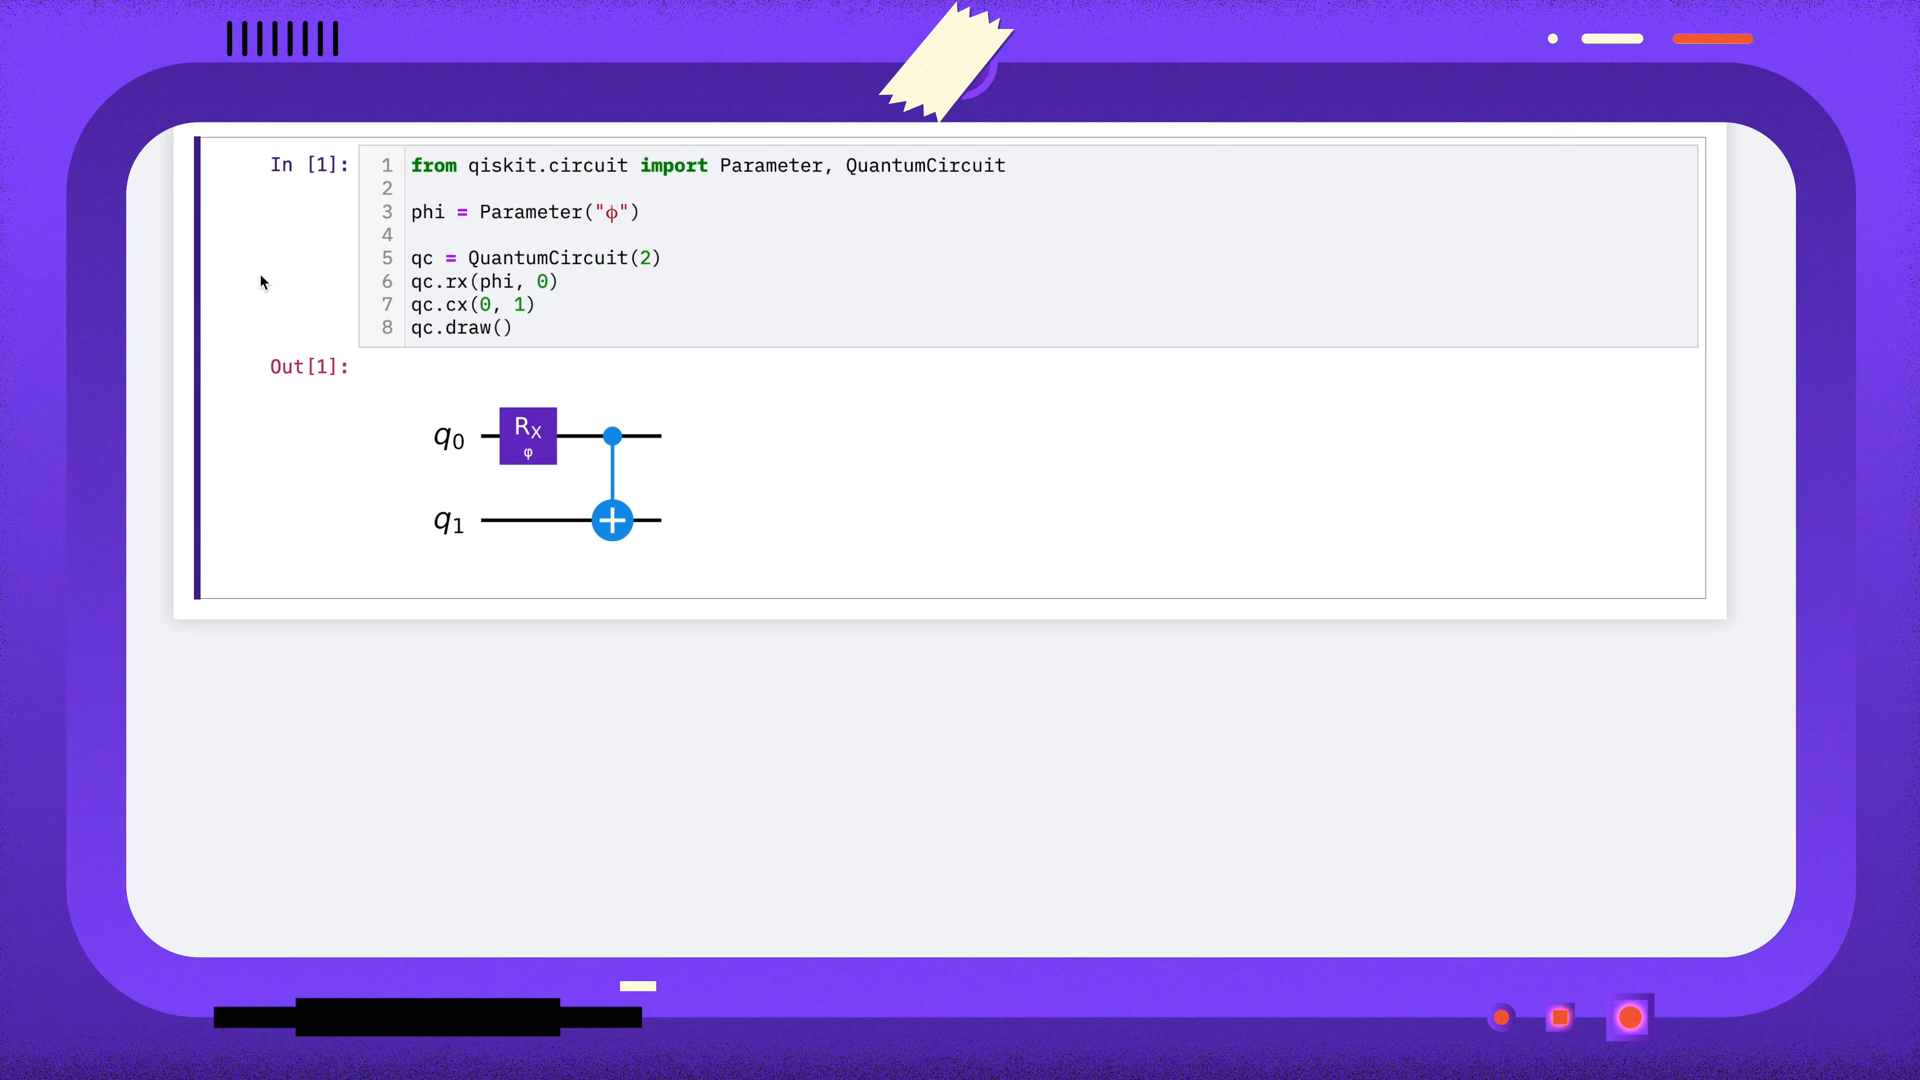 In [1]:
1 from qiskit.circuit import Parameter, QuantumCircuit
2
3 phi = Parameter("ϕ")
4
5 qc = QuantumCircuit(2)
6 qc.rx(phi, 0)
7 qc.cx(0, 1)
8 qc.draw()
Out[1]:
q0
RX
φ
q1